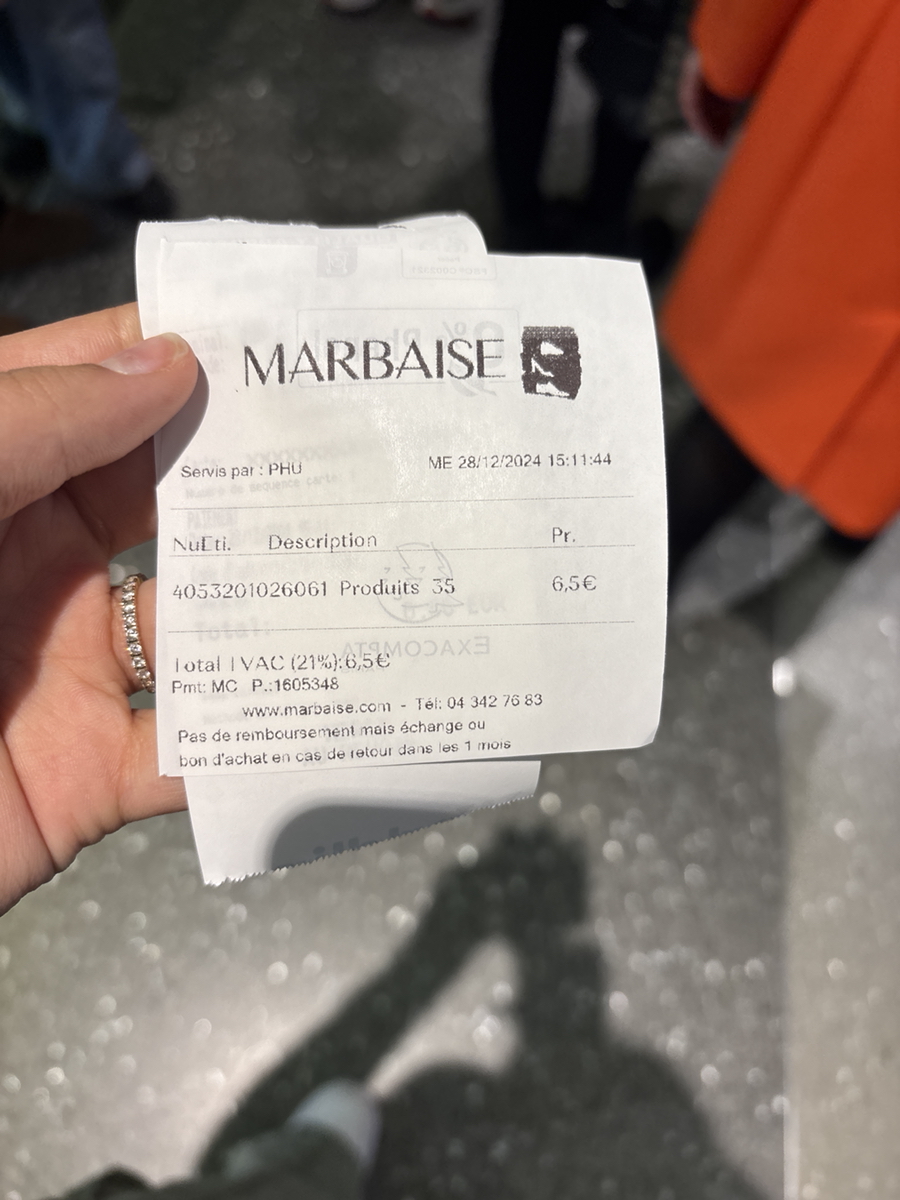 MARBAISE
Servis par : PHU ME 28/12/2024 15:11:44
NuEti. Description Pr.
4053201026061 Produits 35 6,5€
Total TVAC (21%):6,5€
Pmt: MC P.:1605348
www.marbaise.com - Tél: 04 342 76 83
Pas de remboursement mais échange ou
bon d'achat en cas de retour dans les 1 mois
EXACOMPTA
Total: